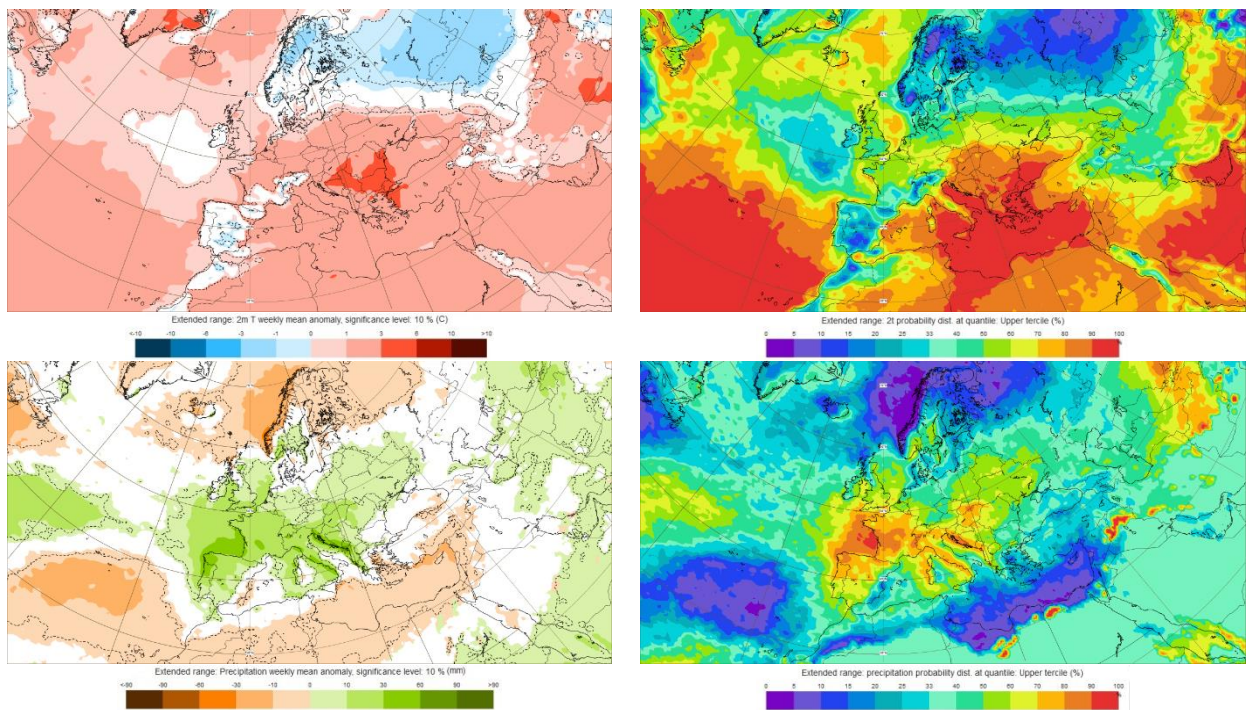 Extended range: 2m T weekly mean anomaly, significance level: 10 % (C)
<-10 -10 -6 -3 -1 0 1 3 6 10 >10
Extended range: 2t probability dist. at quantile: Upper tercile (%)
0 5 10 15 20 25 33 40 50 60 70 80 90 100
%
Extended range: Precipitation weekly mean anomaly, significance level: 10 % (mm)
<-90 -90 -60 -30 -10 0 10 30 60 90 >90
Extended range: precipitation probability dist. at quantile: Upper tercile (%)
0 5 10 15 20 25 33 40 50 60 70 80 90 100
%